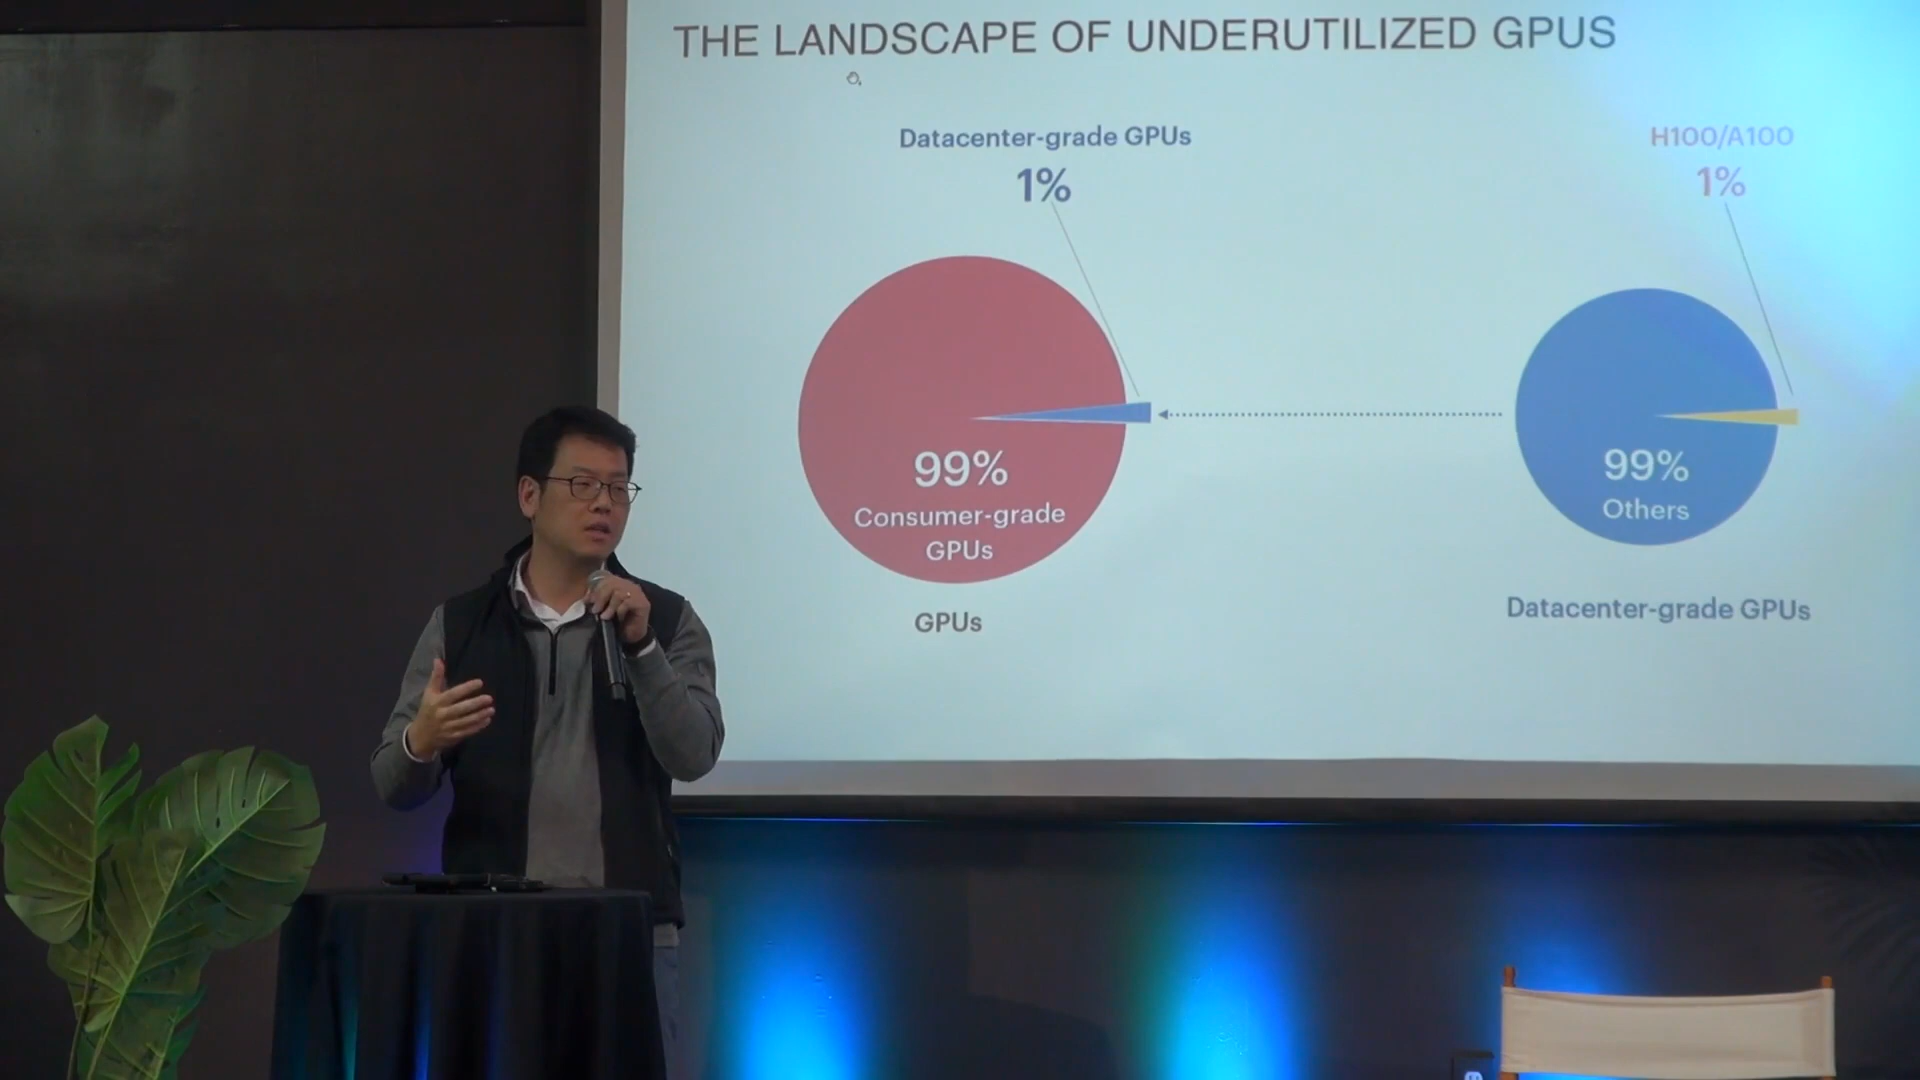 THE LANDSCAPE OF UNDERUTILIZED GPUS
Datacenter-grade GPUs
1%
H100/A100
1%
99%
Consumer-grade
GPUs
99%
Others
GPUs
Datacenter-grade GPUs